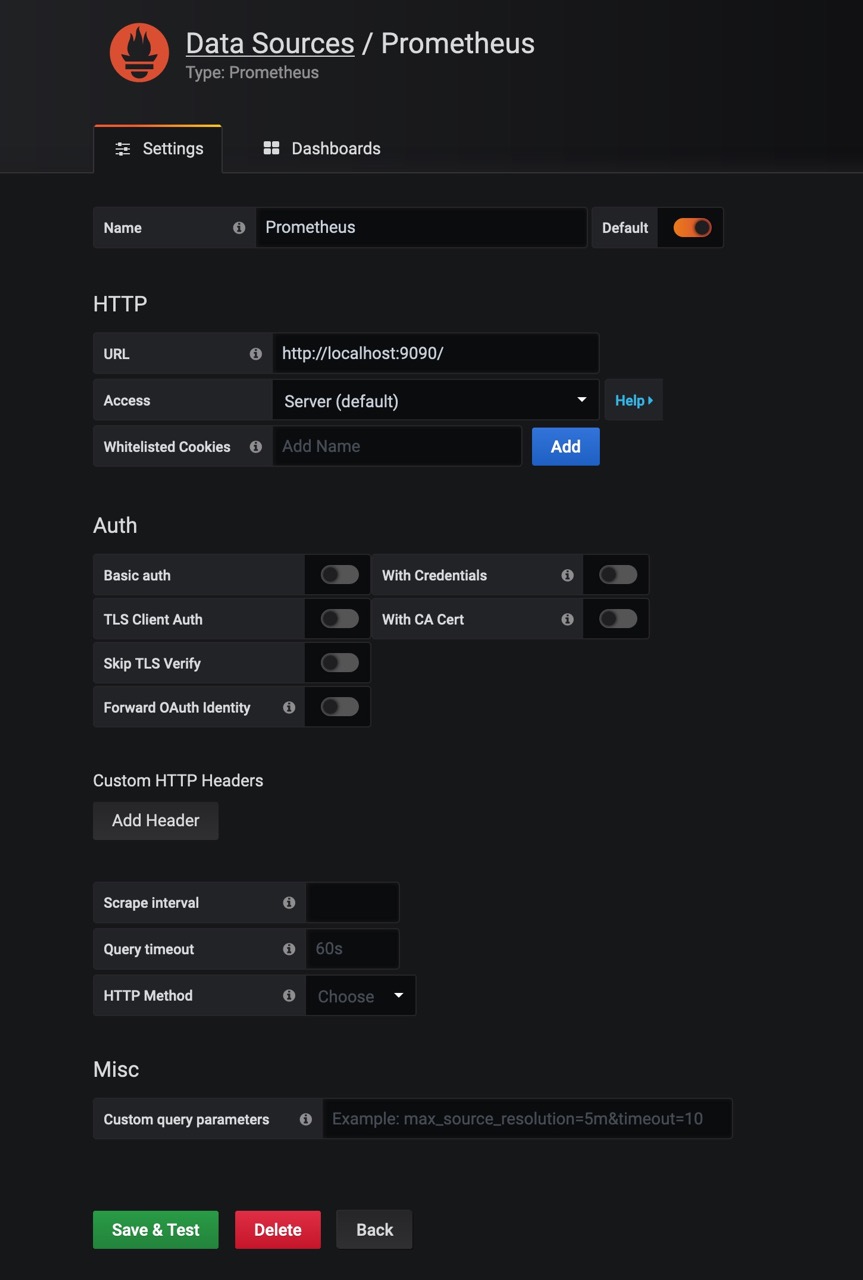 Data Sources / Prometheus
Type: Prometheus
Settings
Dashboards
Name
Prometheus
Default
HTTP
URL
http://localhost:9090/
Access
Server (default)
Help
Whitelisted Cookies
Add Name
Add
Auth
Basic auth
With Credentials
TLS Client Auth
With CA Cert
Skip TLS Verify
Forward OAuth Identity
Custom HTTP Headers
Add Header
Scrape interval
Query timeout
60s
HTTP Method
Choose
Misc
Custom query parameters
Example: max_source_resolution=5m&timeout=10
Save & Test
Delete
Back